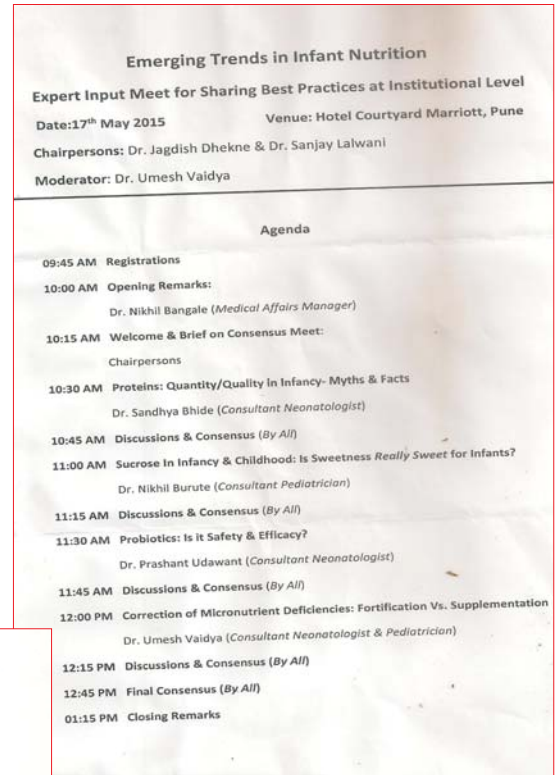 Emerging Trends in Infant Nutrition
Expert Input Meet for Sharing Best Practices at Institutional Level
Date:17th May 2015 Venue: Hotel Courtyard Marriott, Pune
Chairpersons: Dr. Jagdish Dhekne & Dr. Sanjay Lalwani
Moderator: Dr. Umesh Vaidya
Agenda
09:45 AM Registrations
10:00 AM Opening Remarks:
Dr. Nikhil Bangale (Medical Affairs Manager)
10:15 AM Welcome & Brief on Consensus Meet:
Chairpersons
10:30 AM Proteins: Quantity/Quality in Infancy- Myths & Facts
Dr. Sandhya Bhide (Consultant Neonatologist)
10:45 AM Discussions & Consensus (By All)
11:00 AM Sucrose In Infancy & Childhood: Is Sweetness Really Sweet for Infants?
Dr. Nikhil Burute (Consultant Pediatrician)
11:15 AM Discussions & Consensus (By All)
11:30 AM Probiotics: Is it Safety & Efficacy?
Dr. Prashant Udawant (Consultant Neonatologist)
11:45 AM Discussions & Consensus (By All)
12:00 PM Correction of Micronutrient Deficiencies: Fortification Vs. Supplementation
Dr. Umesh Vaidya (Consultant Neonatologist & Pediatrician)
12:15 PM Discussions & Consensus (By All)
12:45 PM Final Consensus (By All)
01:15 PM Closing Remarks